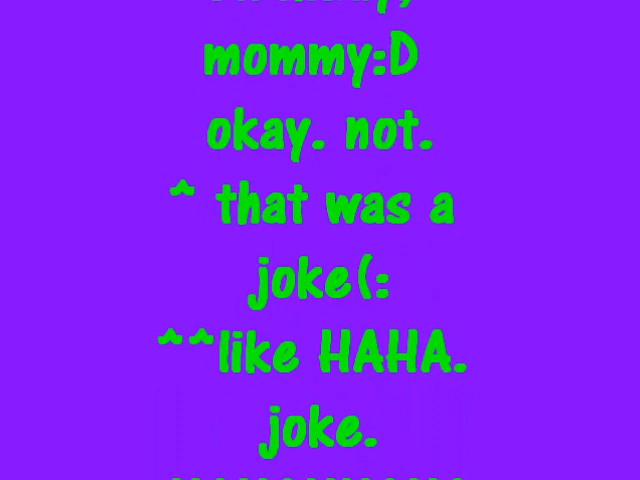 mommy:D
okay. not.
^ that was a
joke(:
^^like HAHA.
joke.